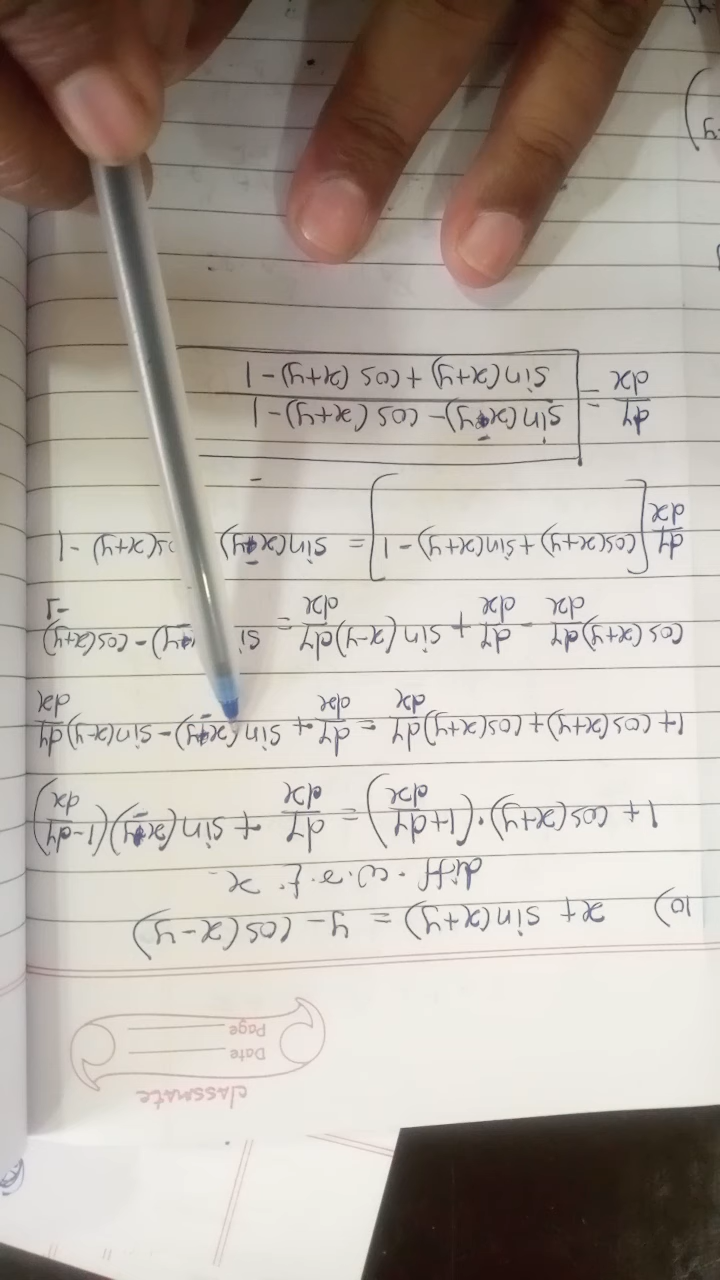 classmate
Date
Page
10) x + sin(x+y) = y - cos(x-y)
diff. w.r.t. x
1 + cos(x+y)·(1+dy/dx) = dy/dx + sin(x-y)(1-dy/dx)
1 + cos(x+y) + cos(x+y)dy/dx = dy/dx + sin(x-y) - sin(x-y)dy/dx
cos(x+y)dy/dx - dy/dx + sin(x-y)dy/dx = -y) - cos(x+y) -1
dy/dx [cos(x+y) + sin(x+y) - 1] = sin(x-y) s(x+y) - 1
dy/dx = sin(x-y) - cos(x+y) - 1 / sin(x+y) + cos(x+y) - 1